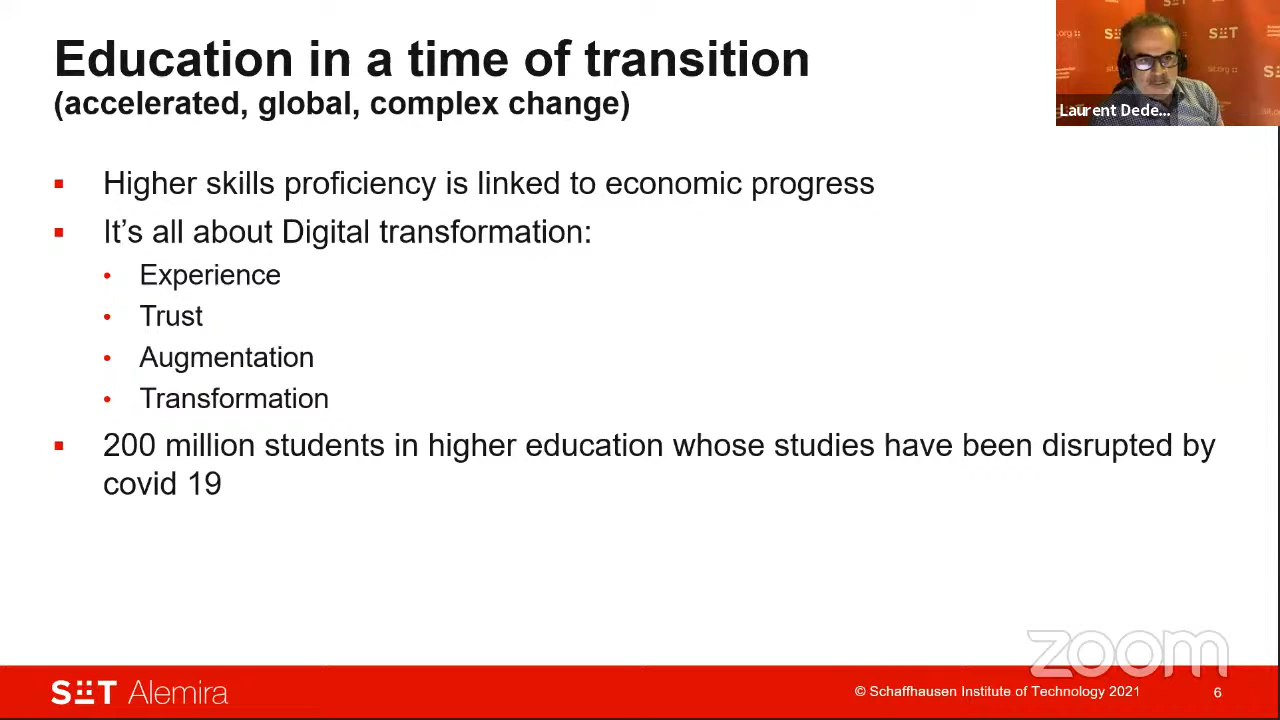 Education in a time of transition
(accelerated, global, complex change)
Laurent Dede...
Higher skills proficiency is linked to economic progress
It’s all about Digital transformation:
Experience
Trust
Augmentation
Transformation
200 million students in higher education whose studies have been disrupted by
covid 19
zoom
SIT Alemira
© Schaffhausen Institute of Technology 2021
6